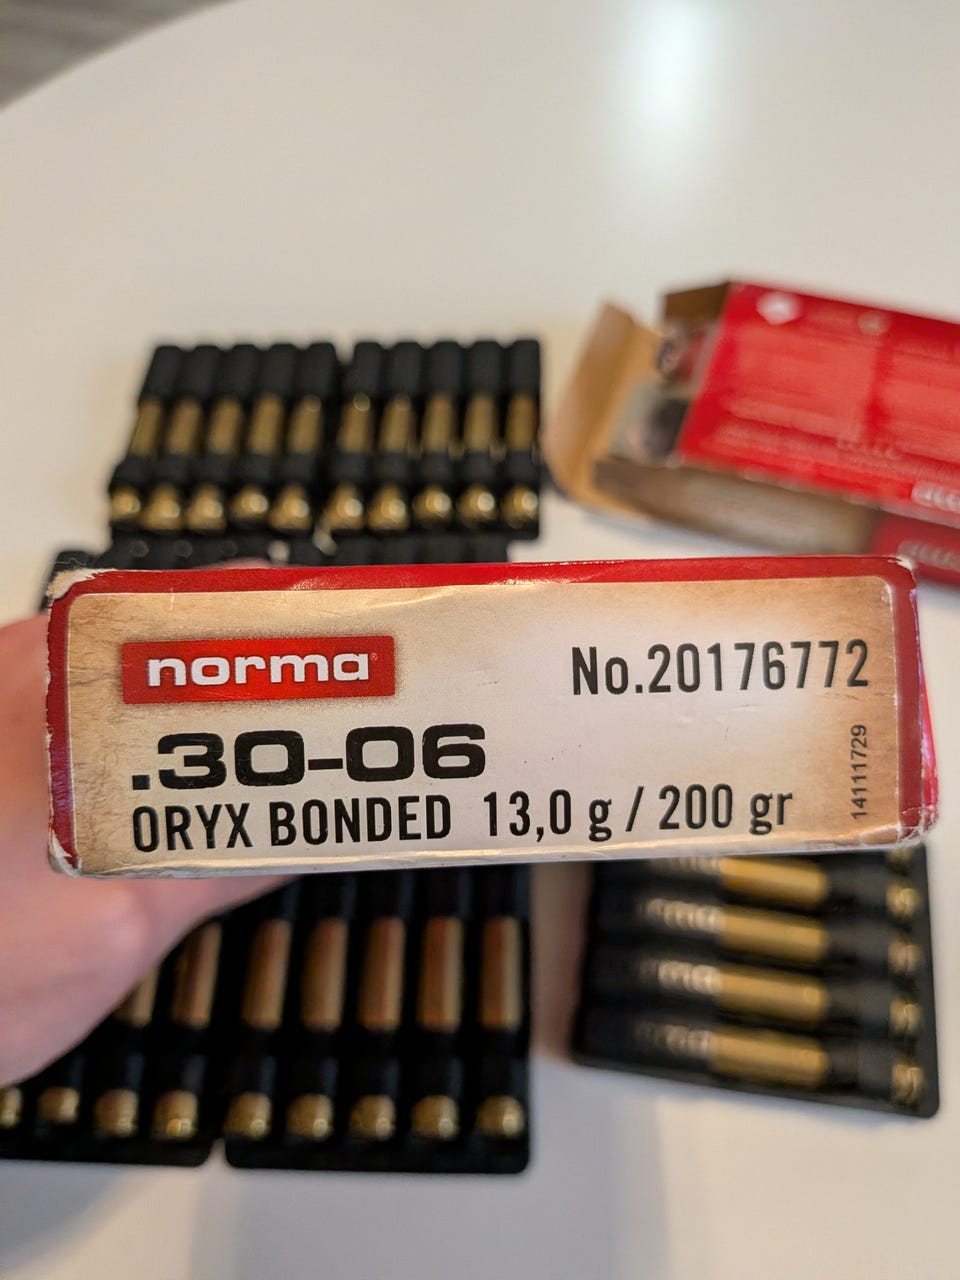 norma
No.20176772
.30-06
ORYX BONDED 13,0 g / 200 gr
14111729